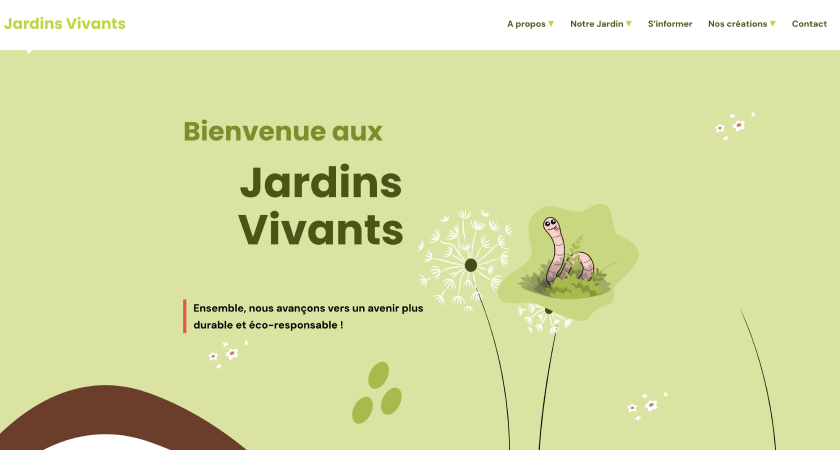 Jardins Vivants
A propos
Notre Jardin
S'informer
Nos créations
Contact
Bienvenue aux
Jardins
Vivants
Ensemble, nous avançons vers un avenir plus
durable et éco-responsable !